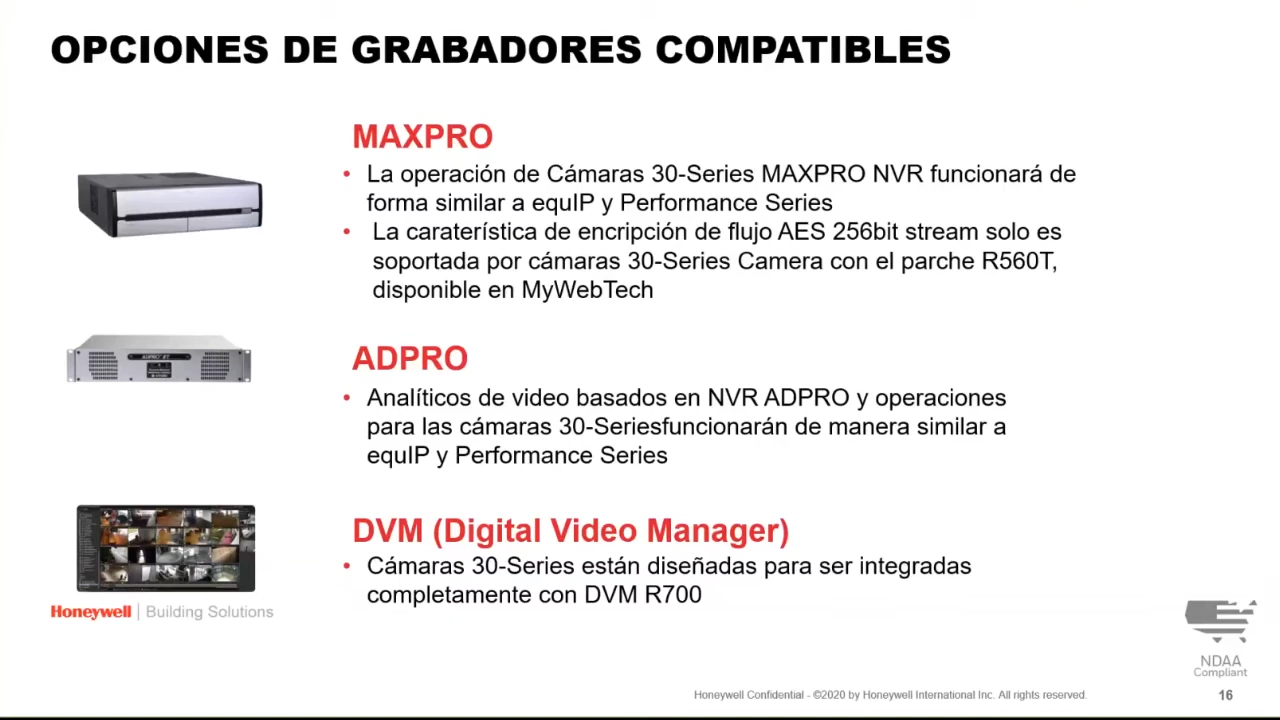 OPCIONES DE GRABADORES COMPATIBLES
MAXPRO
• La operación de Cámaras 30-Series MAXPRO NVR funcionará de
forma similar a equIP y Performance Series
• La caraterística de encripción de flujo AES 256bit stream solo es
soportada por cámaras 30-Series Camera con el parche R560T,
disponible en MyWebTech
ADPRO
• Analíticos de video basados en NVR ADPRO y operaciones
para las cámaras 30-Seriesfuncionarán de manera similar a
equIP y Performance Series
DVM (Digital Video Manager)
• Cámaras 30-Series están diseñadas para ser integradas
completamente con DVM R700
Honeywell | Building Solutions
NDAA
Compliant
Honeywell Confidential - ©2020 by Honeywell International Inc. All rights reserved.
16